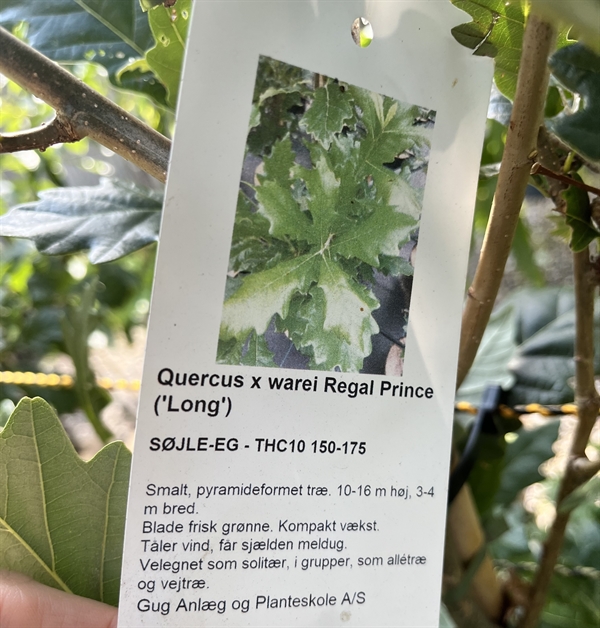 Quercus x warei Regal Prince
('Long')
SØJLE-EG - THC10 150-175
Smalt, pyramideformet træ. 10-16 m høj, 3-4
m bred.
Blade frisk grønne. Kompakt vækst.
Tåler vind, får sjælden meldug.
Velegnet som solitær, i grupper, som allétræ
og vejtræ.
Gug Anlæg og Planteskole A/S